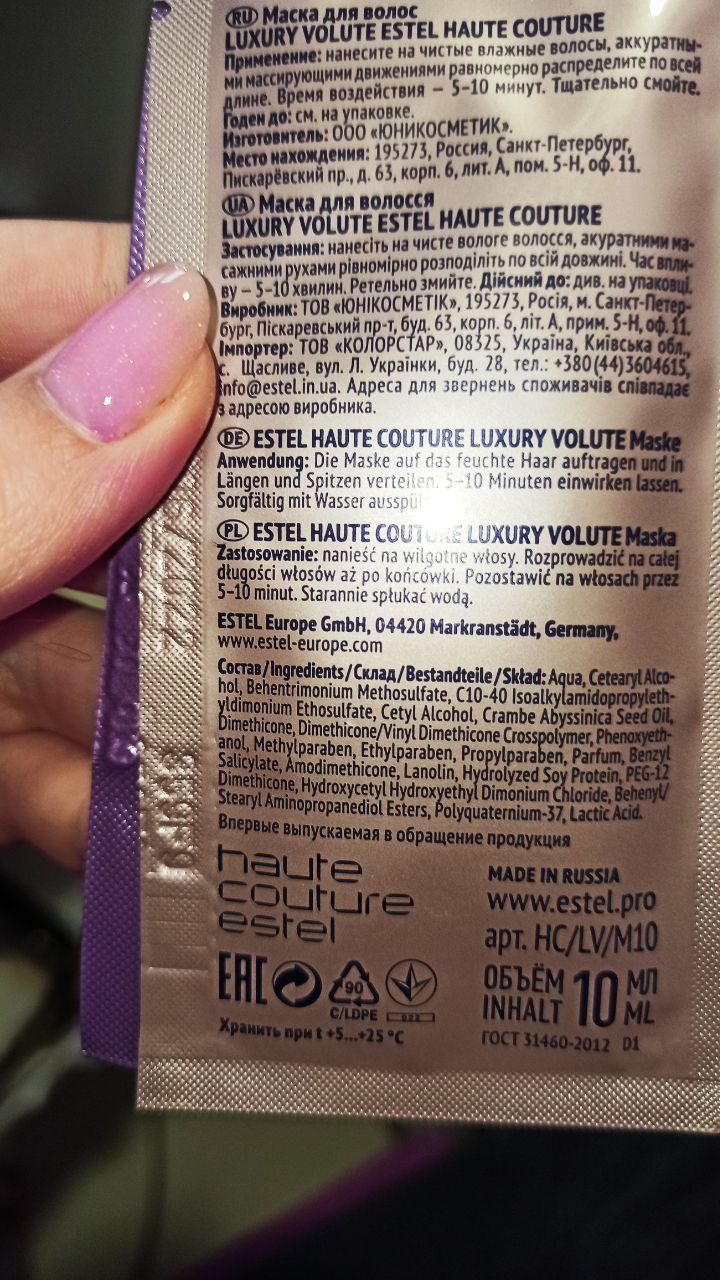 RU Маска для волос
LUXURY VOLUTE ESTEL HAUTE COUTURE
Применение: нанесите на чистые влажные волосы, аккуратны-
ми массирующими движениями равномерно распределите по всей
длине. Время воздействия – 5–10 минут. Тщательно смойте.
Годен до: см. на упаковке.
Изготовитель: ООО «ЮНИКОСМЕТИК».
Место нахождения: 195273, Россия, Санкт-Петербург,
Пискарёвский пр., д. 63, корп. 6, лит. А, пом. 5-Н, оф. 11.
UA Маска для волосся
LUXURY VOLUTE ESTEL HAUTE COUTURE
Застосування: нанесіть на чисте вологе волосся, акуратними ма-
сажними рухами рівномірно розподіліть по всій довжині. Час впли-
ву – 5–10 хвилин. Ретельно змийте. Дійсний до: див. на упаковці.
Виробник: ТОВ «ЮНІКОСМЕТІК», 195273, Росія, м. Санкт-Петер-
бург, Піскаревський пр-т, буд. 63, корп. 6, літ. А, прим. 5-Н, оф. 11.
Імпортер: ТОВ «КОЛОРСТАР», 08325, Україна, Київська обл.,
с. Щасливе, вул. Л. Українки, буд. 28, тел.: +380(44)3604615,
info@estel.in.ua. Адреса для звернень споживачів співпадає
з адресою виробника.
DE ESTEL HAUTE COUTURE LUXURY VOLUTE Maske
Anwendung: Die Maske auf das feuchte Haar auftragen und in
Längen und Spitzen verteilen. 5–10 Minuten einwirken lassen.
Sorgfältig mit Wasser
PL ESTEL HAUTE COUTURE LUXURY VOLUTE Maska
Zastosowanie: nanieść na wilgotne włosy. Rozprowadzić na całej
długości włosów aż po końcówki. Pozostawić na włosach przez
5–10 minut. Starannie spłukać wodą.
ESTEL Europe GmbH, 04420 Markranstädt, Germany,
www.estel-europe.com
Состав/Ingredients/Склад/Bestandteile/Skład: Aqua, Cetearyl Alco-
hol, Behentrimonium Methosulfate, C10-40 Isoalkylamidopropyleth-
yldimonium Ethosulfate, Cetyl Alcohol, Crambe Abyssinica Seed Oil,
Dimethicone, Dimethicone/Vinyl Dimethicone Crosspolymer, Phenoxyeth-
anol, Methylparaben, Ethylparaben, Propylparaben, Parfum, Benzyl
Salicylate, Amodimethicone, Lanolin, Hydrolyzed Soy Protein, PEG-12
Dimethicone, Hydroxycetyl Hydroxyethyl Dimonium Chloride, Behenyl/
Stearyl Aminopropanediol Esters, Polyquaternium-37, Lactic Acid.
Впервые выпускаемая в обращение продукция
haute
couture
estel
MADE IN RUSSIA
www.estel.pro
арт. HC/LV/M10
EAC 90
C/LDPE 022
Хранить при t +5...+25 °C
ОБЪЁМ 10 МЛ
INHALT ML
ГОСТ 31460-2012 D1